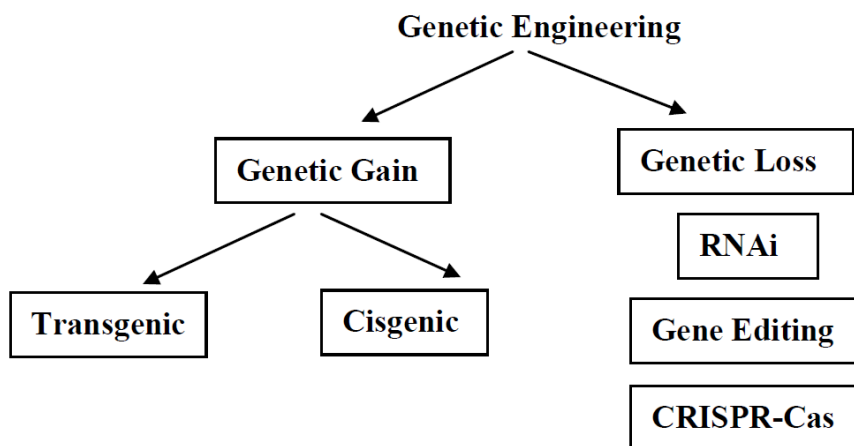 Genetic Engineering
Genetic Gain
Genetic Loss
RNAi
Transgenic
Cisgenic
Gene Editing
CRISPR-Cas